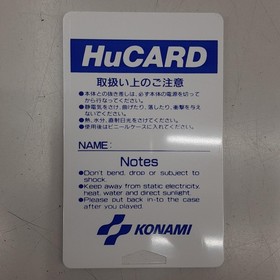 HuCARD
取扱い上のご注意
●本体との抜き差しは、必ず本体の電源を切って
から行なってください。
●静電気をさけ、曲げたり、落したり、衝撃を与え
ないでください。
●熱、水分、直射日光をさけてください。
●使用後はビニールケースに入れてください。
NAME:
Notes
●Don't bend, drop or subject to
shock.
●Keep away from static electricity,
heat, water and direct sunlight.
●Please put back in-to the case
after you played.
KONAMI